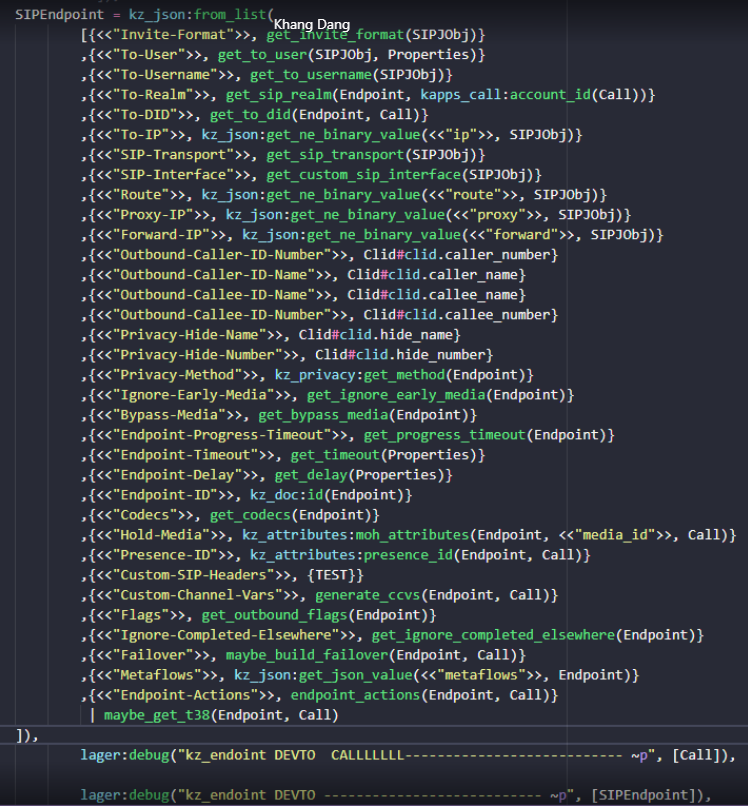 SIPEndpoint = kz_json:from_list(
Khang Dang
[{<<"Invite-Format">>, get_invite_format(SIPJObj)}
,{<<"To-User">>, get_to_user(SIPJObj, Properties)}
,{<<"To-Username">>, get_to_username(SIPJObj)}
,{<<"To-Realm">>, get_sip_realm(Endpoint, kapps_call:account_id(Call))}
,{<<"To-DID">>, get_to_did(Endpoint, Call)}
,{<<"To-IP">>, kz_json:get_ne_binary_value(<<"ip">>, SIPJObj)}
,{<<"SIP-Transport">>, get_sip_transport(SIPJObj)}
,{<<"SIP-Interface">>, get_custom_sip_interface(SIPJObj)}
,{<<"Route">>, kz_json:get_ne_binary_value(<<"route">>, SIPJObj)}
,{<<"Proxy-IP">>, kz_json:get_ne_binary_value(<<"proxy">>, SIPJObj)}
,{<<"Forward-IP">>, kz_json:get_ne_binary_value(<<"forward">>, SIPJObj)}
,{<<"Outbound-Caller-ID-Number">>, Clid#clid.caller_number}
,{<<"Outbound-Caller-ID-Name">>, Clid#clid.caller_name}
,{<<"Outbound-Callee-ID-Name">>, Clid#clid.callee_name}
,{<<"Outbound-Callee-ID-Number">>, Clid#clid.callee_number}
,{<<"Privacy-Hide-Name">>, Clid#clid.hide_name}
,{<<"Privacy-Hide-Number">>, Clid#clid.hide_number}
,{<<"Privacy-Method">>, kz_privacy:get_method(Endpoint)}
,{<<"Ignore-Early-Media">>, get_ignore_early_media(Endpoint)}
,{<<"Bypass-Media">>, get_bypass_media(Endpoint)}
,{<<"Endpoint-Progress-Timeout">>, get_progress_timeout(Endpoint)}
,{<<"Endpoint-Timeout">>, get_timeout(Properties)}
,{<<"Endpoint-Delay">>, get_delay(Properties)}
,{<<"Endpoint-ID">>, kz_doc:id(Endpoint)}
,{<<"Codecs">>, get_codecs(Endpoint)}
,{<<"Hold-Media">>, kz_attributes:moh_attributes(Endpoint, <<"media_id">>, Call)}
,{<<"Presence-ID">>, kz_attributes:presence_id(Endpoint, Call)}
,{<<"Custom-SIP-Headers">>, {TEST}}
,{<<"Custom-Channel-Vars">>, generate_ccvs(Endpoint, Call)}
,{<<"Flags">>, get_outbound_flags(Endpoint)}
,{<<"Ignore-Completed-Elsewhere">>, get_ignore_completed_elsewhere(Endpoint)}
,{<<"Failover">>, maybe_build_failover(Endpoint, Call)}
,{<<"Metaflows">>, kz_json:get_json_value(<<"metaflows">>, Endpoint)}
,{<<"Endpoint-Actions">>, endpoint_actions(Endpoint, Call)}
| maybe_get_t38(Endpoint, Call)
]),
lager:debug("kz_endoint DEVTO  CALLLLLLL--------------------------- ~p", [Call]),
lager:debug("kz_endoint DEVTO --------------------------- ~p", [SIPEndpoint]),